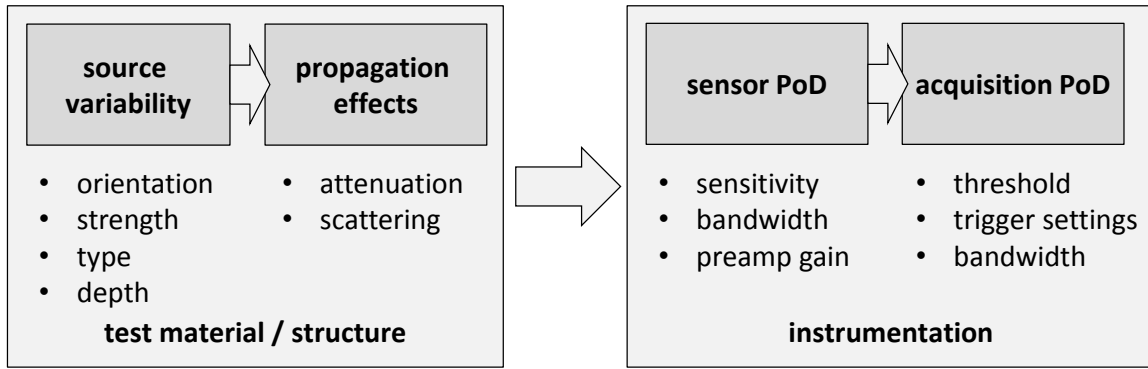 source
variability
propagation
effects
• orientation
• strength
• type
• depth
• attenuation
• scattering
test material / structure
sensor PoD
acquisition PoD
• sensitivity
• bandwidth
• preamp gain
• threshold
• trigger settings
• bandwidth
instrumentation